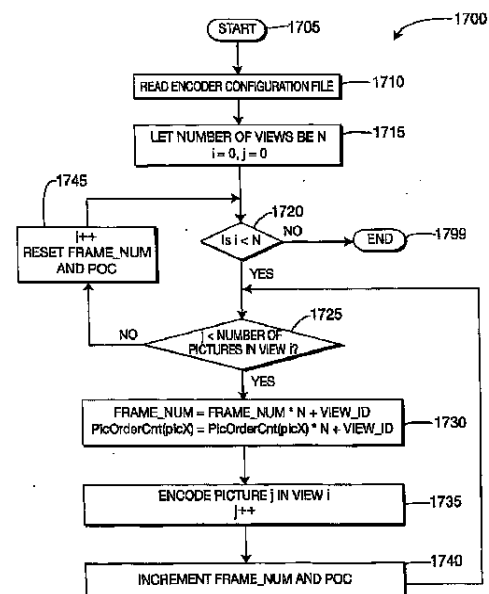 1700
START
1705
READ ENCODER CONFIGURATION FILE
1710
LET NUMBER OF VIEWS BE N
i = 0, j = 0
1715
1745
i++
RESET FRAME_NUM
AND POC
1720
Is i < N
NO
END
1799
YES
1725
j < NUMBER OF
PICTURES IN VIEW i?
NO
YES
FRAME_NUM = FRAME_NUM * N + VIEW_ID
PicOrderCnt(picX) = PicOrderCnt(picX) * N + VIEW_ID
1730
ENCODE PICTURE j IN VIEW i
j++
1735
1740
INCREMENT FRAME_NUM AND POC